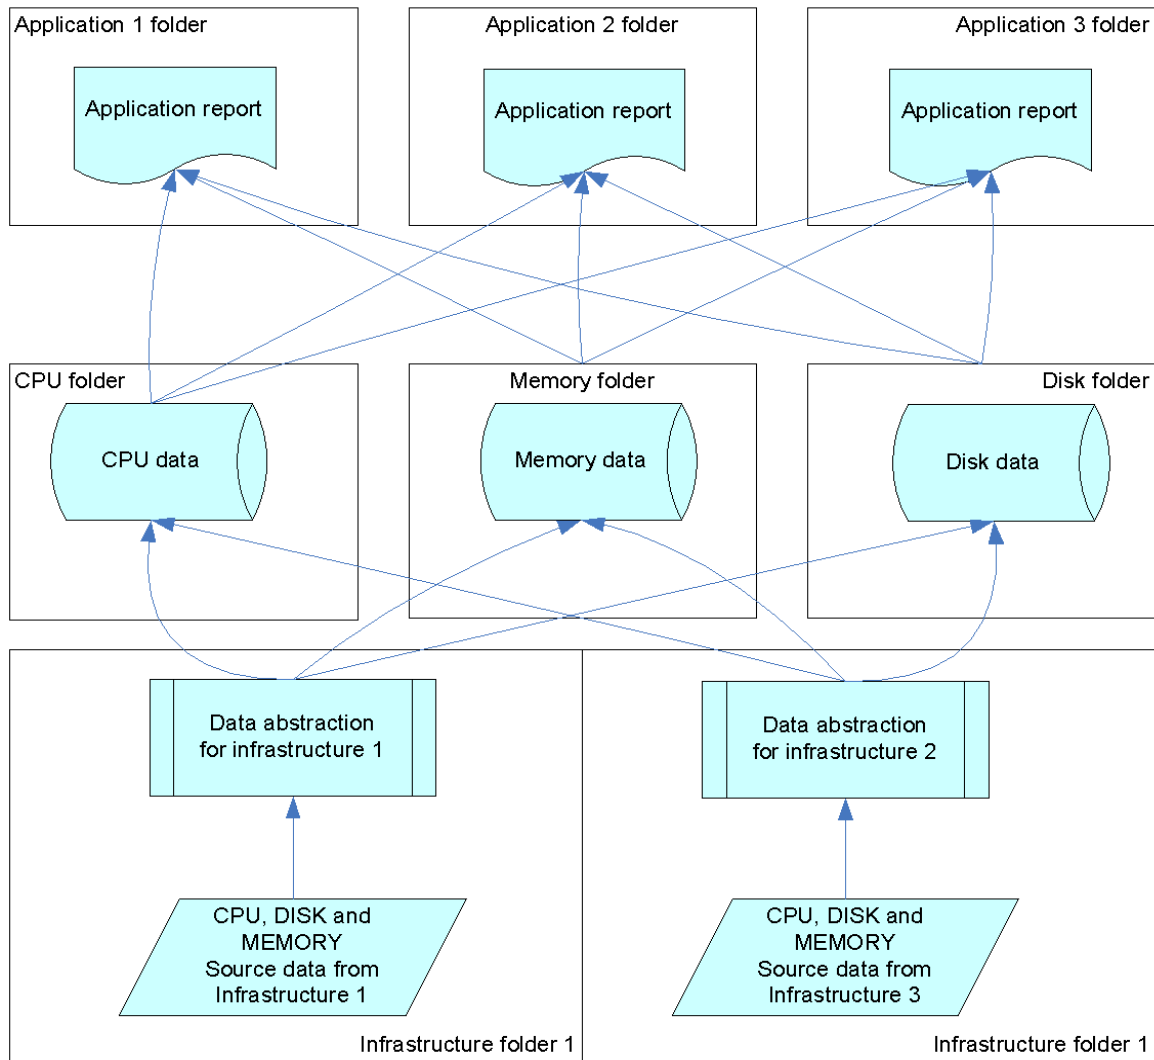 Application 1 folder
Application 2 folder
Application 3 folder
Application report
Application report
Application report
CPU folder
Memory folder
Disk folder
CPU data
Memory data
Disk data
Data abstraction
for infrastructure 1
Data abstraction
for infrastructure 2
CPU, DISK and
MEMORY
Source data from
Infrastructure 1
CPU, DISK and
MEMORY
Source data from
Infrastructure 3
Infrastructure folder 1
Infrastructure folder 1